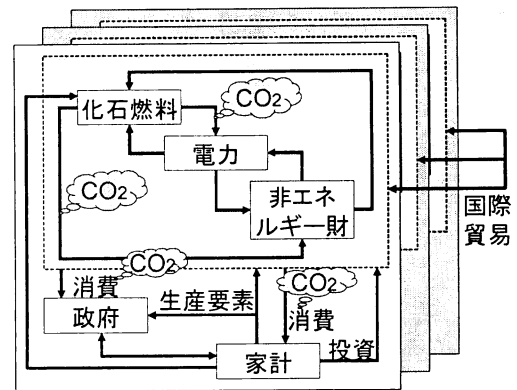 CO2
化石燃料
電力
CO2
非エネ
ルギー財
国際
貿易
CO2
消費
CO2
生産要素
消費
政府
家計
投資